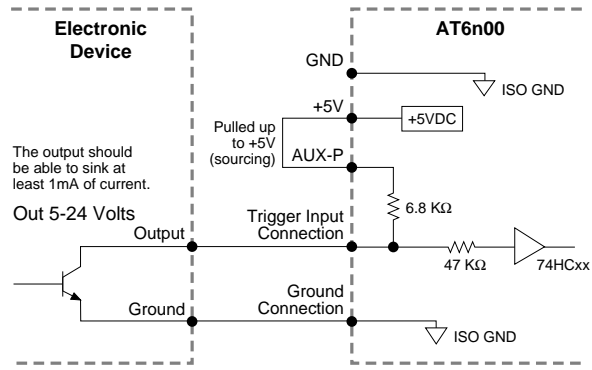 Electronic
Device
AT6n00
GND
ISO GND
+5V
+5VDC
Pulled up
to +5V
(sourcing)
AUX-P
The output should
be able to sink at
least 1mA of current.
6.8 KΩ
Out 5-24 Volts
Output
Trigger Input
Connection
47 KΩ
74HCxx
Ground
Ground
Connection
ISO GND